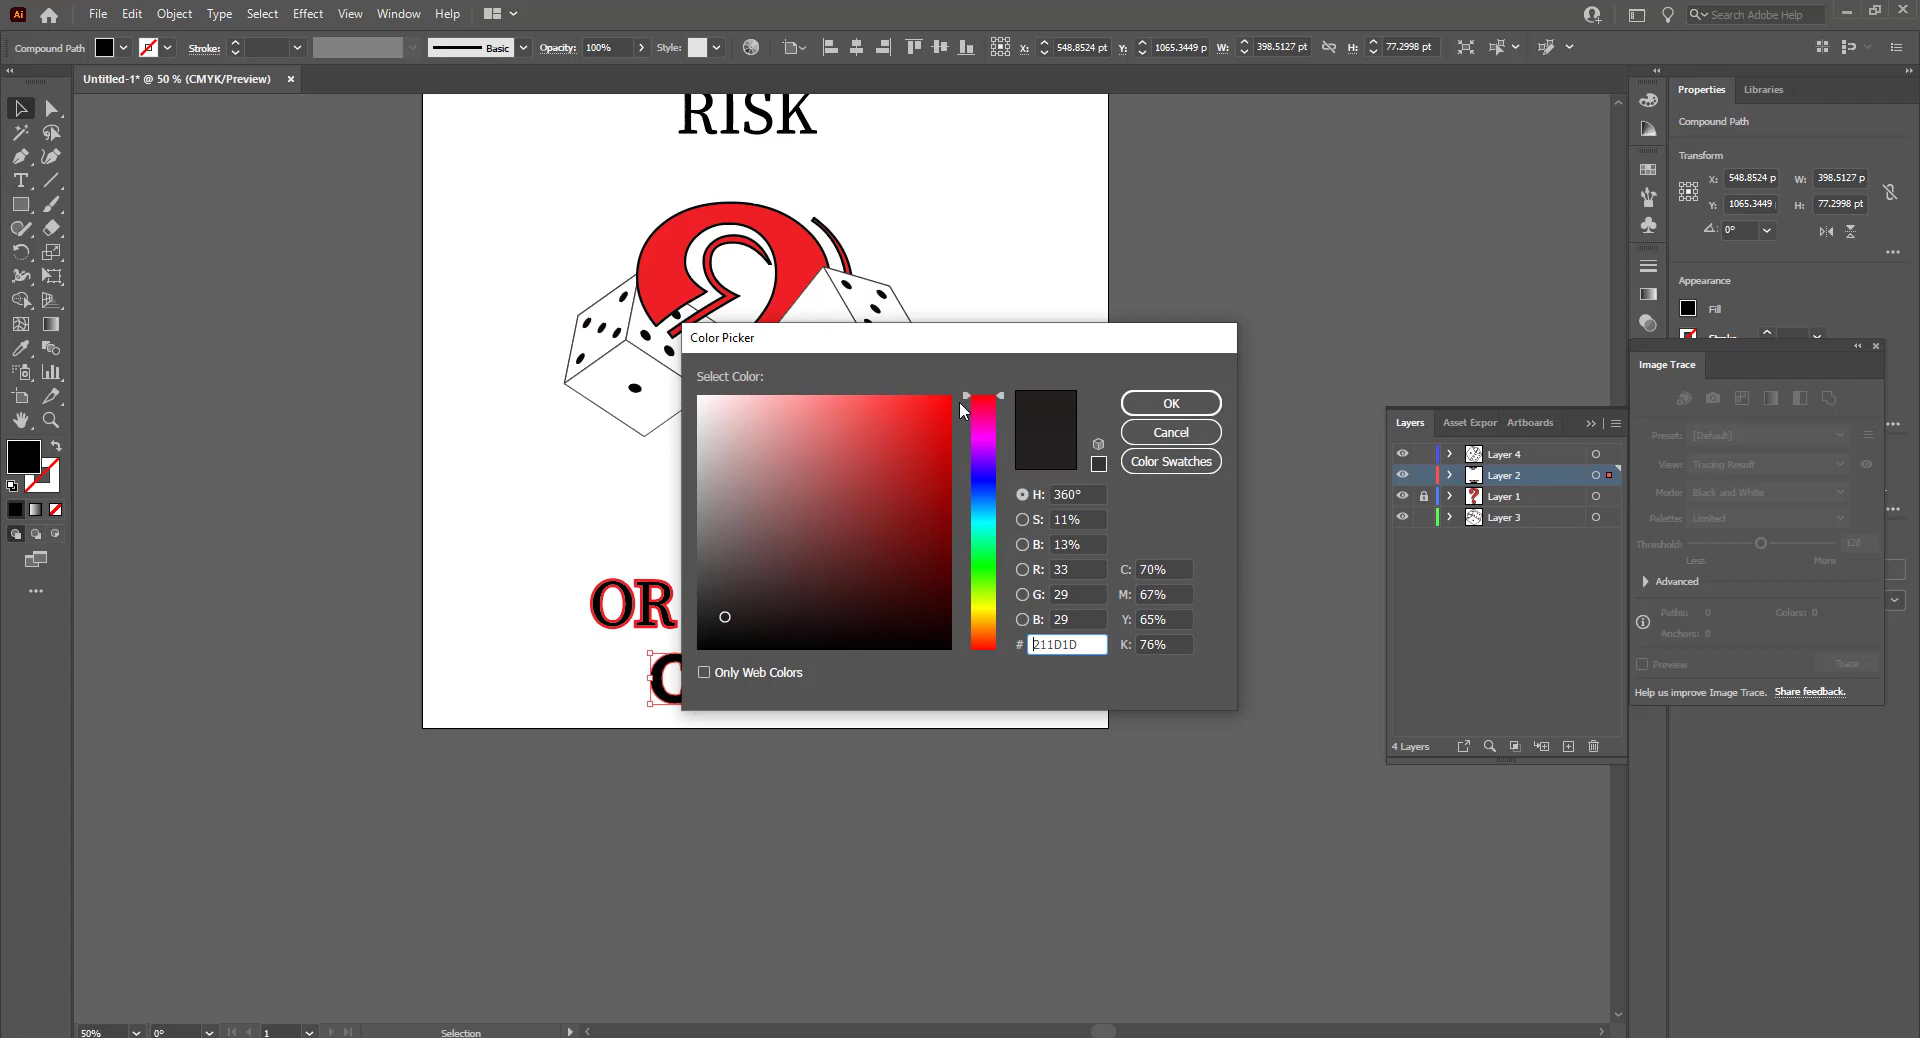 Ai File Edit Object Type Select Effect View Window Help Search Adobe Help
Compound Path Stroke: Basic Opacity: 100% Style: X: 548.8524 pt Y: 1065.3449 p W: 398.5127 pt H: 77.2998 pt
Untitled-1* @ 50 % (CMYK/Preview)
RISK
OR
C
Color Picker
Select Color:
OK
Cancel
Color Swatches
H: 360°
S: 11%
B: 13%
R: 33 C: 70%
G: 29 M: 67%
B: 29 Y: 65%
# 211D1D K: 76%
Only Web Colors
Layers Asset Expor Artboards
Layer 4
Layer 2
Layer 1
Layer 3
4 Layers
Properties Libraries
Compound Path
Transform
X: 548.8524 p W: 398.5127 p
Y: 1065.3449 H: 77.2998 pt
0°
Appearance
Fill
Image Trace
Preset: [Default]
View: Tracing Result
Mode: Black and White
Palette: Limited
Threshold: 128
Less More
Advanced
Paths: 0 Colors: 0
Anchors: 0
Preview Trace
Help us improve Image Trace. Share feedback.
50% 0° 1 Selection